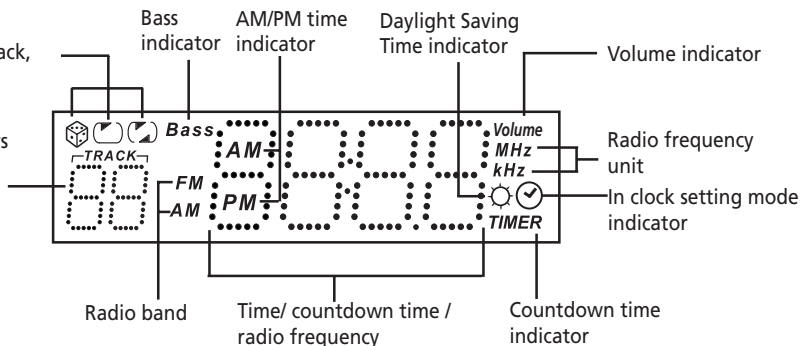 Bass
indicator
AM/PM time
indicator
Daylight Saving
Time indicator
Volume indicator
Radio frequency
unit
In clock setting mode
indicator
Bass
AM
PM
Volume
MHz
kHz
TRACK
FM
AM
TIMER
Radio band
Time/ countdown time /
radio frequency
Countdown time
indicator